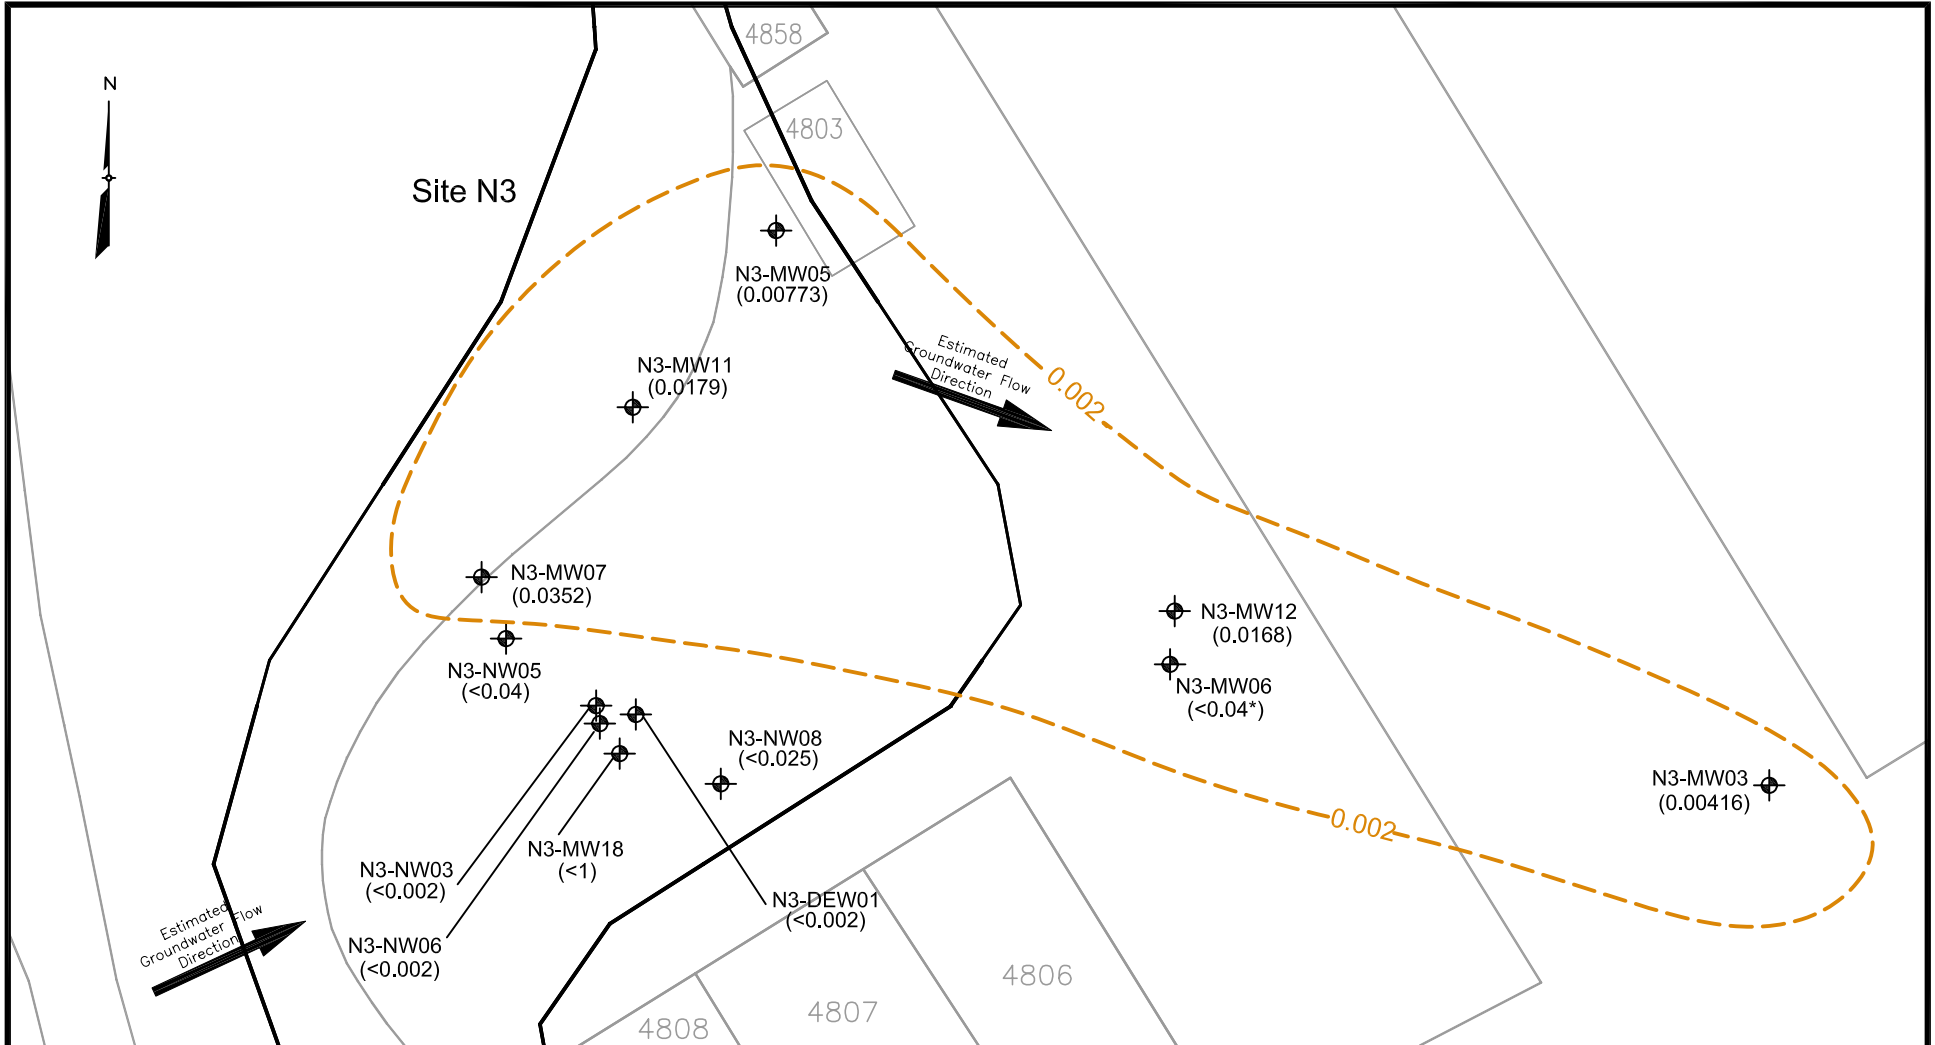 4858
N
4803
Site N3
N3-MW05
(0.00773)
Estimated
Groundwater Flow
Direction
N3-MW11
(0.0179)
0.002
N3-MW07
(0.0352)
N3-MW12
(0.0168)
N3-NW05
(<0.04)
N3-MW06
(<0.04*)
N3-NW08
(<0.025)
N3-MW03
(0.00416)
0.002
N3-MW18
(<1)
N3-NW03
(<0.002)
N3-DEW01
(<0.002)
Estimated
Groundwater Flow
Direction
N3-NW06
(<0.002)
4806
4807
4808